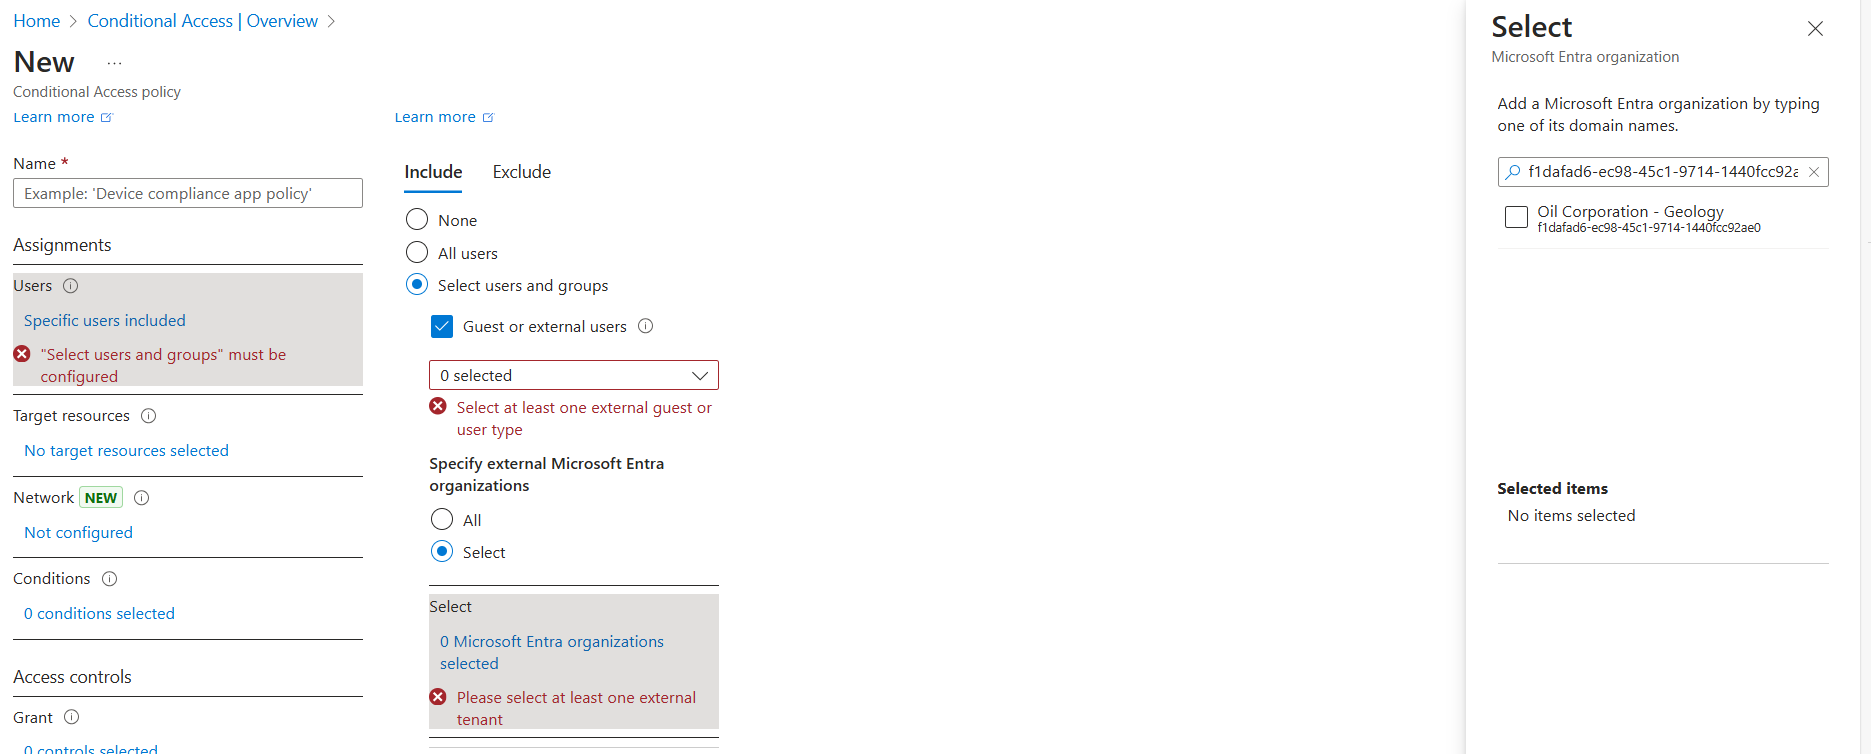 Home > Conditional Access | Overview >
New ...
Conditional Access policy
Learn more
Name *
Example: 'Device compliance app policy'
Assignments
Users
Specific users included
"Select users and groups" must be
configured
Target resources
No target resources selected
Network NEW
Not configured
Conditions
0 conditions selected
Access controls
Grant
0 controls selected
Learn more
Include Exclude
None
All users
Select users and groups
Guest or external users
0 selected
Select at least one external guest or
user type
Specify external Microsoft Entra
organizations
All
Select
Select
0 Microsoft Entra organizations
selected
Please select at least one external
tenant
Select
Microsoft Entra organization
Add a Microsoft Entra organization by typing
one of its domain names.
f1dafad6-ec98-45c1-9714-1440fcc92a
Oil Corporation - Geology
f1dafad6-ec98-45c1-9714-1440fcc92ae0
Selected items
No items selected